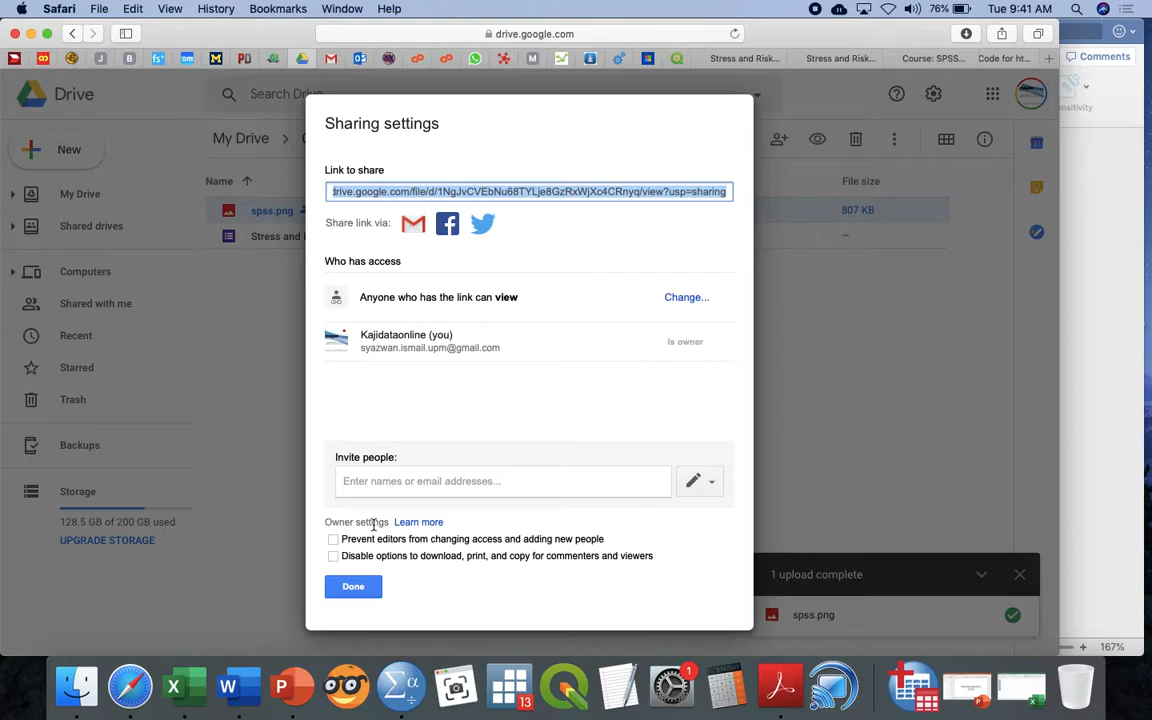 Safari File Edit View History Bookmarks Window Help 76% Tue 9:41 AM
drive.google.com
Stress and Risk... Stress and Risk... Course: SPSS... Code for ht...
Comments
Drive
Search Drive
My Drive
New
Name
File size
My Drive
spss.png
807 KB
Shared drives
Stress and
Computers
Shared with me
Recent
Starred
Trash
Backups
Storage
128.5 GB of 200 GB used
UPGRADE STORAGE
Sharing settings
Link to share
drive.google.com/file/d/1NgJvCVEbNu68TYLje8GzRxWjXc4CRnyq/view?usp=sharing
Share link via:
Who has access
Anyone who has the link can view
Change...
Kajidataonline (you)
syazwan.ismail.upm@gmail.com
Is owner
Invite people:
Enter names or email addresses...
Owner settings Learn more
Prevent editors from changing access and adding new people
Disable options to download, print, and copy for commenters and viewers
Done
1 upload complete
spss.png
167%
13
1